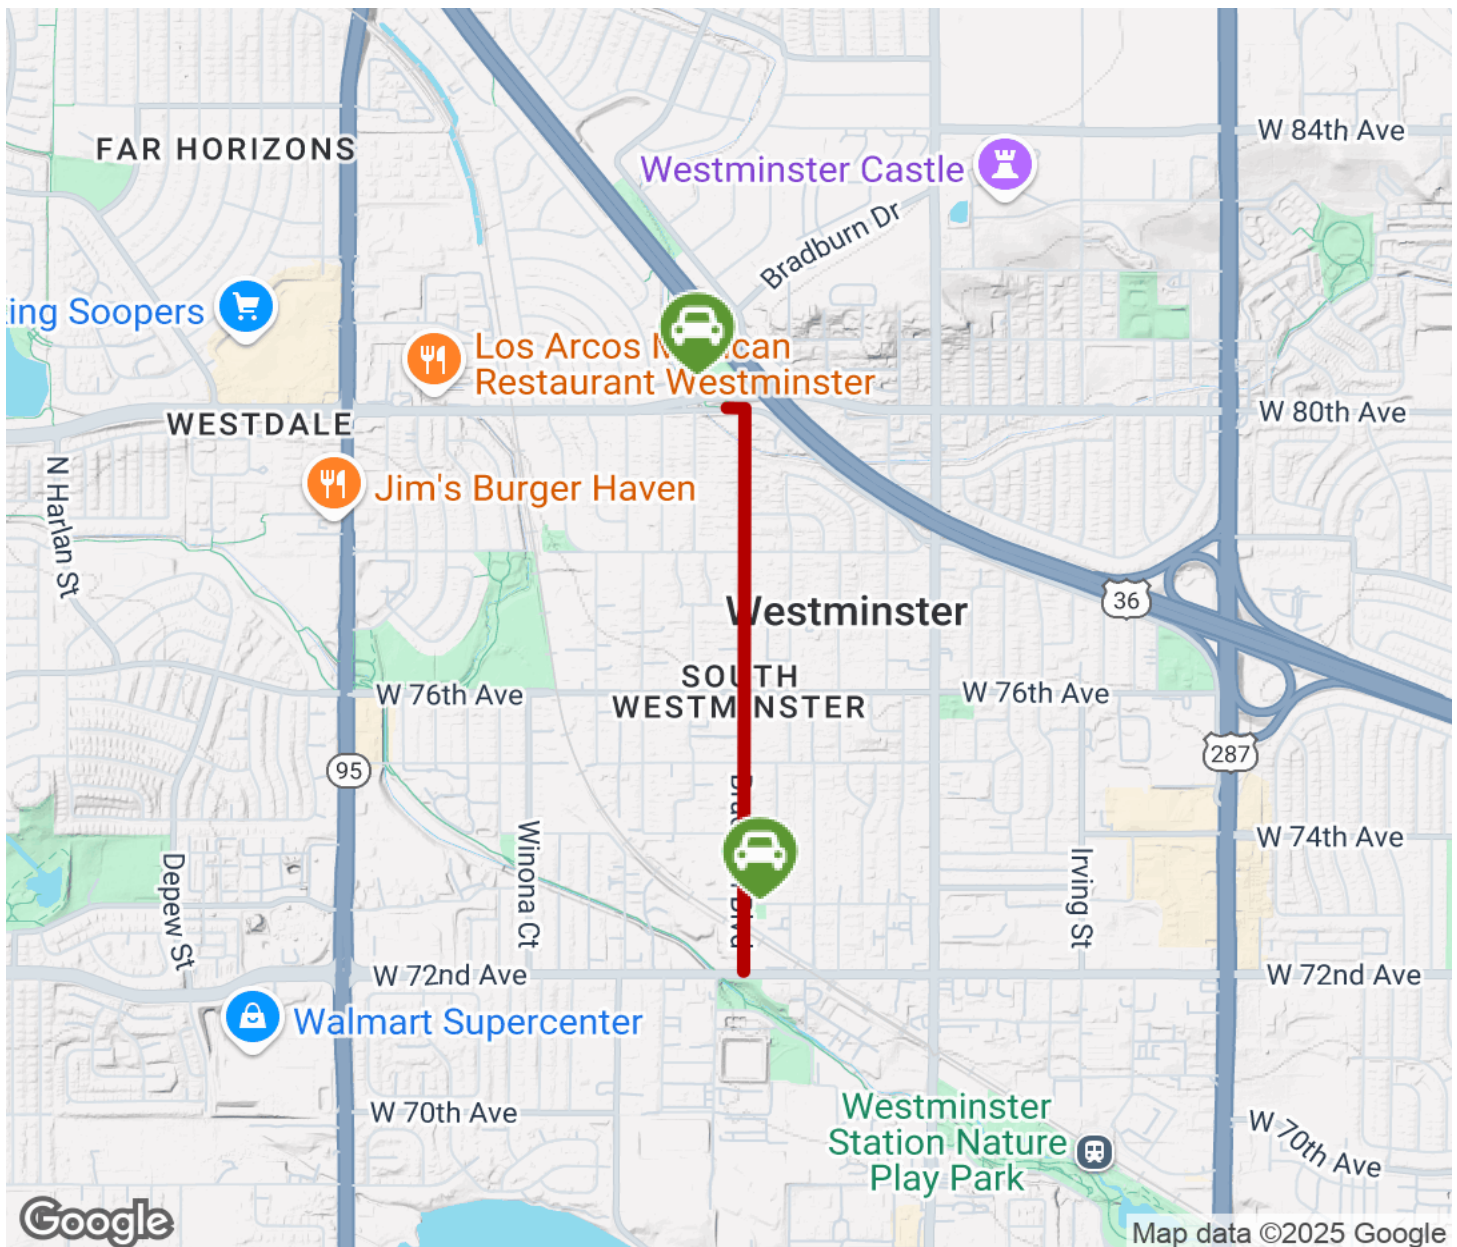 FAR HORIZONS
W 84th Ave
Westminster Castle
Bradburn Dr
ing Soopers
Los Arcos M can
Restaurant Westminster
W 80th Ave
WESTDALE
N Harlan St
Jim's Burger Haven
36
Westminster
SOUTH
WESTMINSTER
W 76th Ave
W 76th Ave
287
95
W 74th Ave
Winona Ct
Depew St
Irving St
Blvd
W 72nd Ave
W 72nd Ave
Walmart Supercenter
W 70th Ave
W 70th Ave
Westminster
Station Nature
Play Park
Google
Map data ©2025 Google